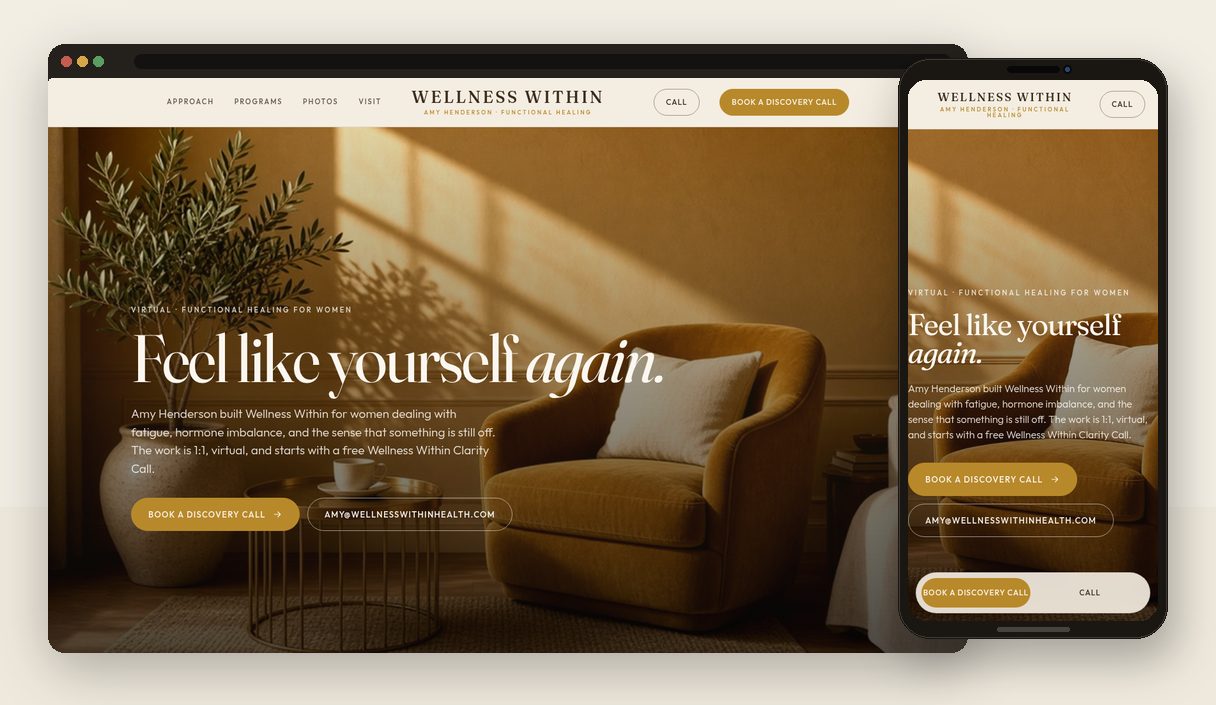 APPROACH PROGRAMS PHOTOS VISIT
WELLNESS WITHIN
AMY HENDERSON · FUNCTIONAL HEALING
CALL
BOOK A DISCOVERY CALL
VIRTUAL · FUNCTIONAL HEALING FOR WOMEN
Feel like yourself again.
Amy Henderson built Wellness Within for women dealing with
fatigue, hormone imbalance, and the sense that something is still off.
The work is 1:1, virtual, and starts with a free Wellness Within Clarity
Call.
BOOK A DISCOVERY CALL →
AMY@WELLNESSWITHINHEALTH.COM
WELLNESS WITHIN
AMY HENDERSON · FUNCTIONAL
HEALING
CALL
VIRTUAL · FUNCTIONAL HEALING FOR WOMEN
Feel like yourself
again.
Amy Henderson built Wellness Within for women
dealing with fatigue, hormone imbalance, and the
sense that something is still off. The work is 1:1, virtual,
and starts with a free Wellness Within Clarity Call.
BOOK A DISCOVERY CALL →
AMY@WELLNESSWITHINHEALTH.COM
BOOK A DISCOVERY CALL
CALL